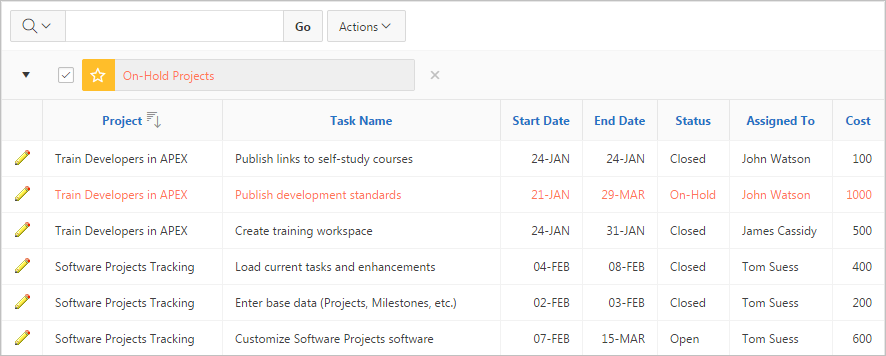 Go Actions
On-Hold Projects
Project Task Name Start Date End Date Status Assigned To Cost
Train Developers in APEX Publish links to self-study courses 24-JAN 24-JAN Closed John Watson 100
Train Developers in APEX Publish development standards 21-JAN 29-MAR On-Hold John Watson 1000
Train Developers in APEX Create training workspace 24-JAN 31-JAN Closed James Cassidy 500
Software Projects Tracking Load current tasks and enhancements 04-FEB 08-FEB Closed Tom Suess 400
Software Projects Tracking Enter base data (Projects, Milestones, etc.) 02-FEB 03-FEB Closed Tom Suess 200
Software Projects Tracking Customize Software Projects software 07-FEB 15-MAR Open Tom Suess 600